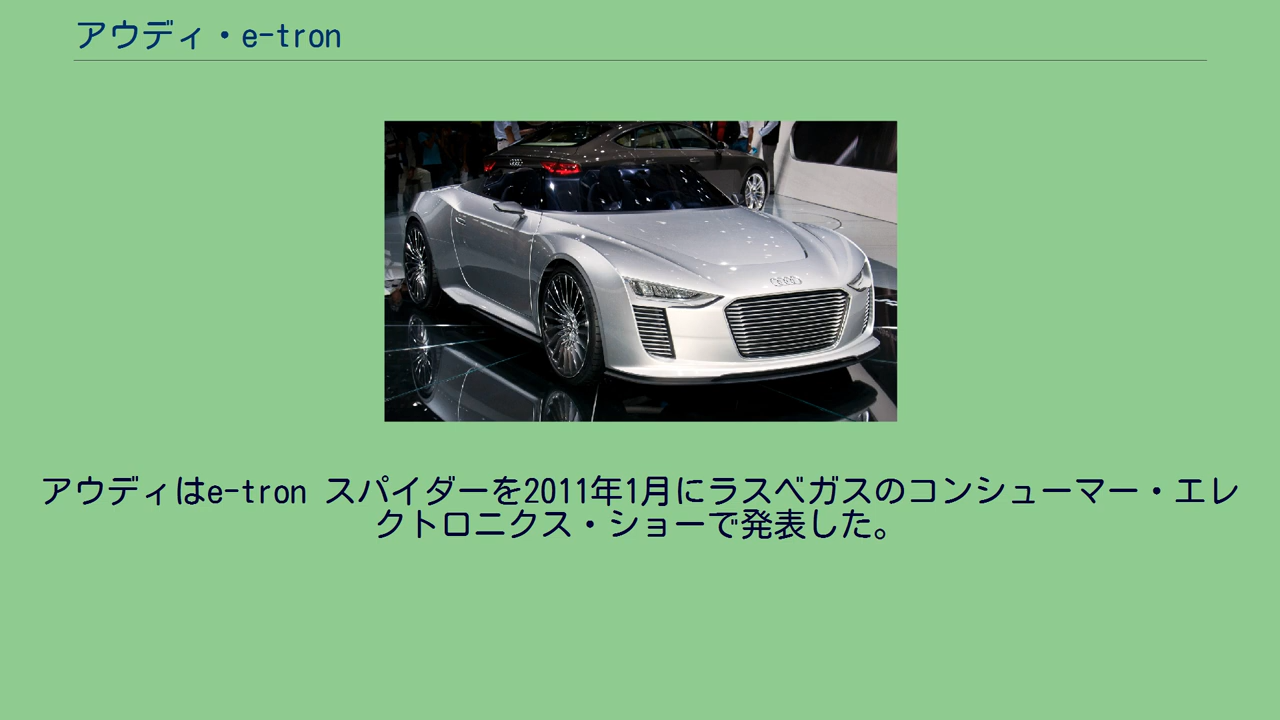 アウディ・e-tron
アウディはe-tron スパイダーを2011年1月にラスベガスのコンシューマー・エレ
クトロニクス・ショーで発表した。